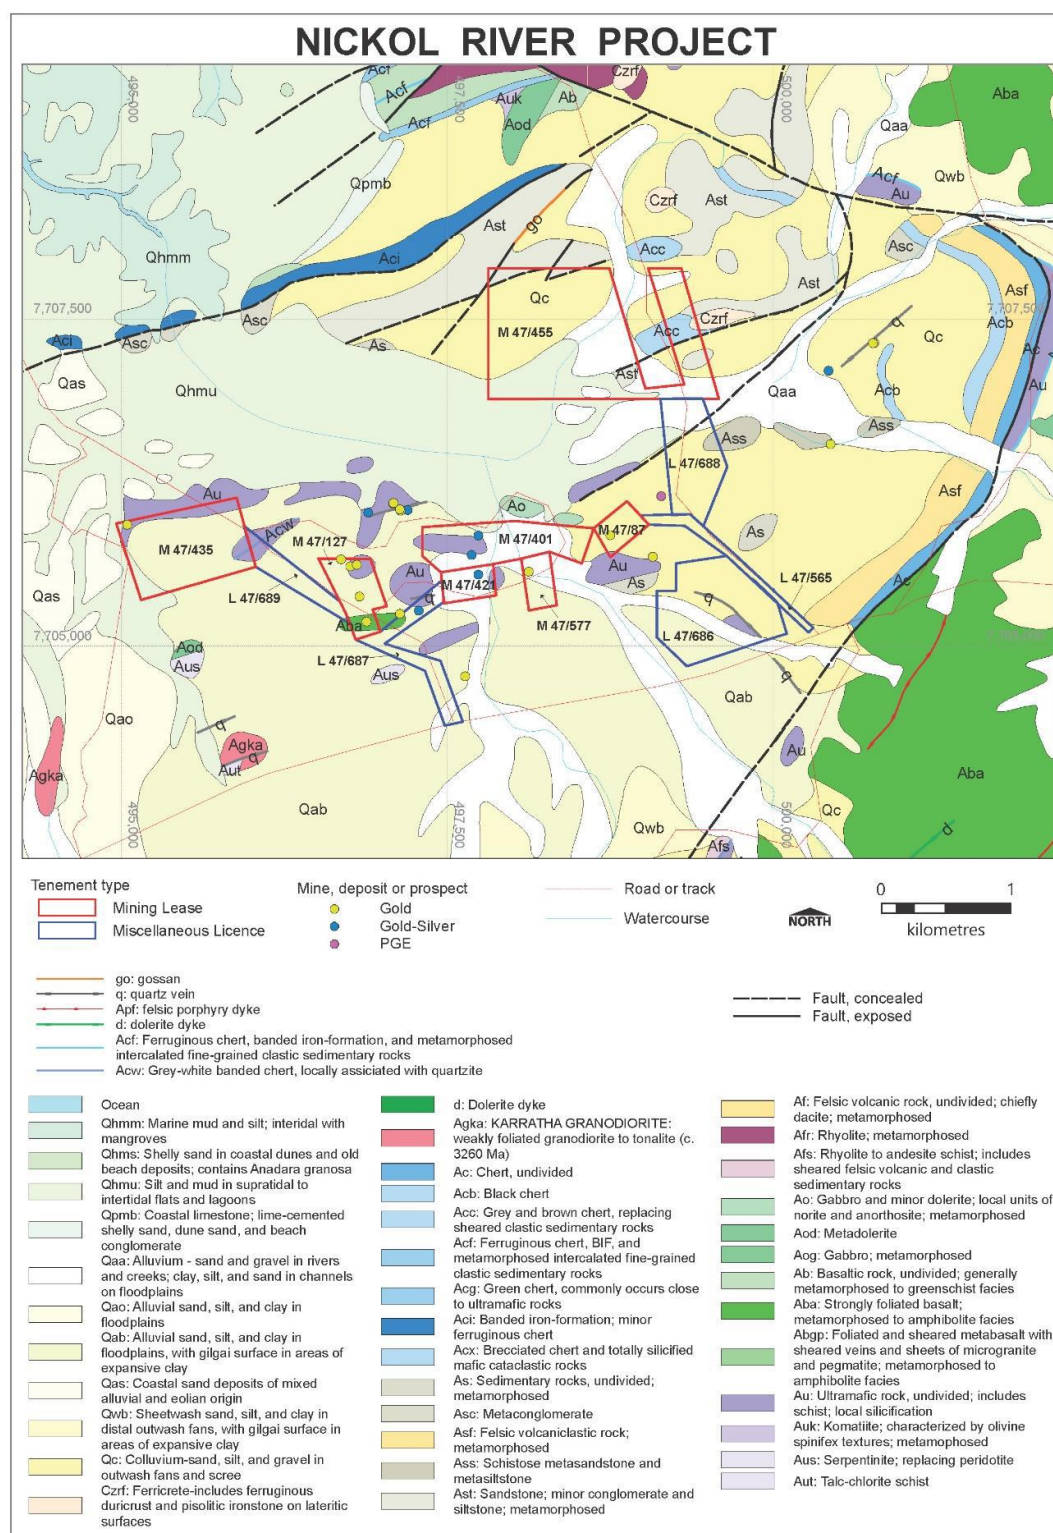 NICKOL RIVER PROJECT
495,000
497,500
500,000
Acf
Acf
Acf
Auk
Aod
Ab
Czrf
Qaa
Aba
Qpmb
Ast
go
Czrf
Ast
Acf
Au
Qwb
Qhmm
Aci
Acc
Asc
Asf
Ast
7,707,500
Asc
Qc
M 47/455
Acc
Czrf
q
Qc
Acb
7,707,500
Aci
Asc
As
Ac
Qas
Qhmu
Ast
Qaa
Acb
Au
Ass
Ass
L 47/688
Au
Ao
Asf
Acw
M 47/127
M 47/401
M 47/87
As
M 47/435
Au
M 47/421
Au
As
L 47/565
Ac
Qas
L 47/689
q
q
M 47/577
Aba
L 47/686
7,705,000
Aod
Aus
L 47/687
Aus
q
Qao
q
Qab
Agka
q
Agka
Aut
Au
Aba
Qab
Qc
Qwb
d
495,000
497,500
500,000
Afs
Tenement type
Mining Lease
Miscellaneous Licence
Mine, deposit or prospect
Gold
Gold-Silver
PGE
Road or track
Watercourse
NORTH
0 1
kilometres
go: gossan
q: quartz vein
Apf: felsic porphyry dyke
d: dolerite dyke
Acf: Ferruginous chert, banded iron-formation, and metamorphosed
intercalated fine-grained clastic sedimentary rocks
Acw: Grey-white banded chert, locally assiciated with quartzite
Fault, concealed
Fault, exposed
Ocean
Qhmm: Marine mud and silt; interidal with
mangroves
Qhms: Shelly sand in coastal dunes and old
beach deposits; contains Anadara granosa
Qhmu: Silt and mud in supratidal to
intertidal flats and lagoons
Qpmb: Coastal limestone; lime-cemented
shelly sand, dune sand, and beach
conglomerate
Qaa: Alluvium - sand and gravel in rivers
and creeks; clay, silt, and sand in channels
on floodplains
Qao: Alluvial sand, silt, and clay in
floodplains
Qab: Alluvial sand, silt, and clay in
floodplains, with gilgai surface in areas of
expansive clay
Qas: Coastal sand deposits of mixed
alluvial and eolian origin
Qwb: Sheetwash sand, silt, and clay in
distal outwash fans, with gilgai surface in
areas of expansive clay
Qc: Colluvium-sand, silt, and gravel in
outwash fans and scree
Czrf: Ferricrete-includes ferruginous
duricrust and pisolitic ironstone on lateritic
surfaces
d: Dolerite dyke
Agka: KARRATHA GRANODIORITE:
weakly foliated granodiorite to tonalite (c.
3260 Ma)
Ac: Chert, undivided
Acb: Black chert
Acc: Grey and brown chert, replacing
sheared clastic sedimentary rocks
Acf: Ferruginous chert, BIF, and
metamorphosed intercalated fine-grained
clastic sedimentary rocks
Acg: Green chert, commonly occurs close
to ultramafic rocks
Aci: Banded iron-formation; minor
ferruginous chert
Acx: Brecciated chert and totally silicified
mafic cataclastic rocks
As: Sedimentary rocks, undivided;
metamorphosed
Asc: Metaconglomerate
Asf: Felsic volcaniclastic rock;
metamorphosed
Ass: Schistose metasandstone and
metasiltstone
Ast: Sandstone; minor conglomerate and
siltstone; metamorphosed
Af: Felsic volcanic rock, undivided; chiefly
dacite; metamorphosed
Afr: Rhyolite; metamorphosed
Afs: Rhyolite to andesite schist; includes
sheared felsic volcanic and clastic
sedimentary rocks
Ao: Gabbro and minor dolerite; local units of
norite and anorthosite; metamorphosed
Aod: Metadolerite
Aog: Gabbro; metamorphosed
Ab: Basaltic rock, undivided; generally
metamorphosed to greenschist facies
Aba: Strongly foliated basalt;
metamorphosed to amphibolite facies
Abgp: Foliated and sheared metabasalt with
sheared veins and sheets of microgranite
and pegmatite; metamorphosed to
amphibolite facies
Au: Ultramafic rock, undivided; includes
schist; local silicification
Auk: Komatiite; characterized by olivine
spinifex textures; metamophosed
Aus: Serpentinite; replacing peridotite
Aut: Talc-chlorite schist